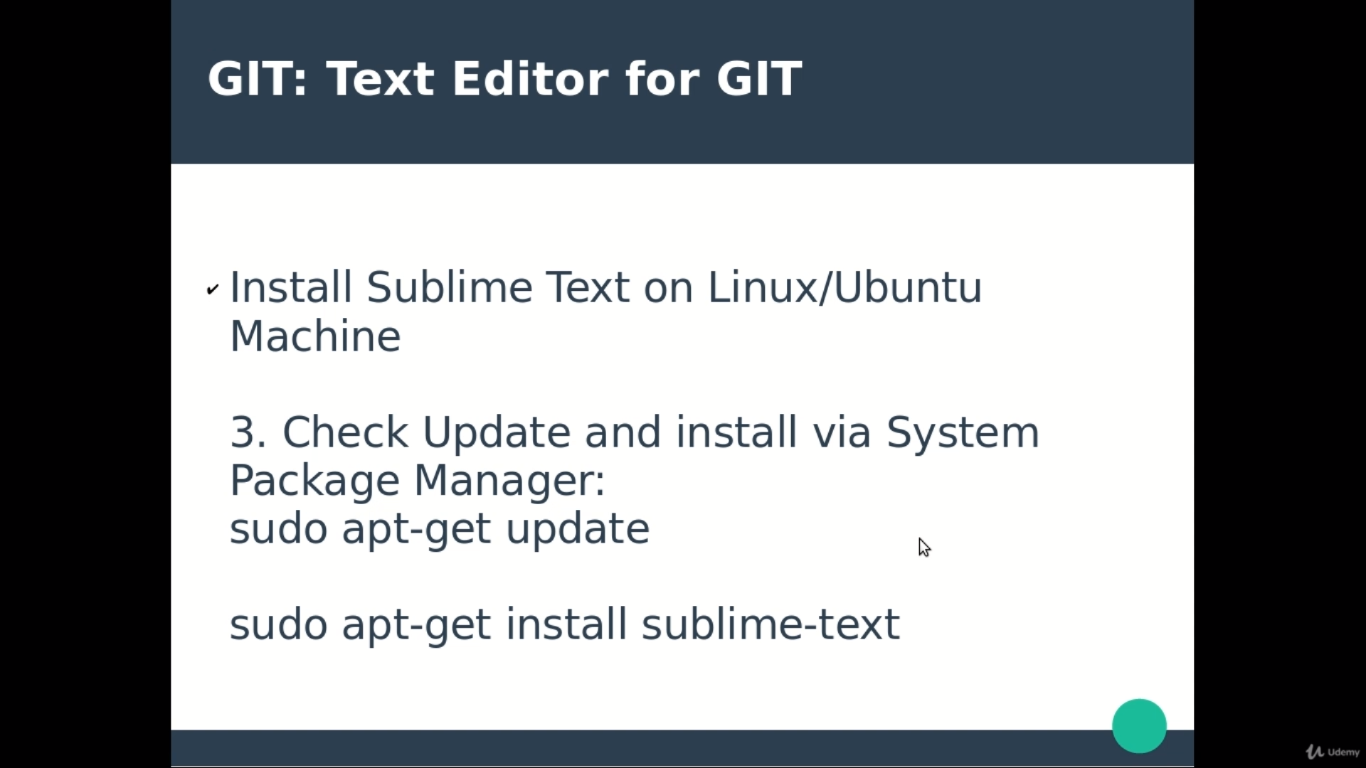 GIT: Text Editor for GIT
✔ Install Sublime Text on Linux/Ubuntu
Machine
3. Check Update and install via System
Package Manager:
sudo apt-get update
sudo apt-get install sublime-text
Udemy